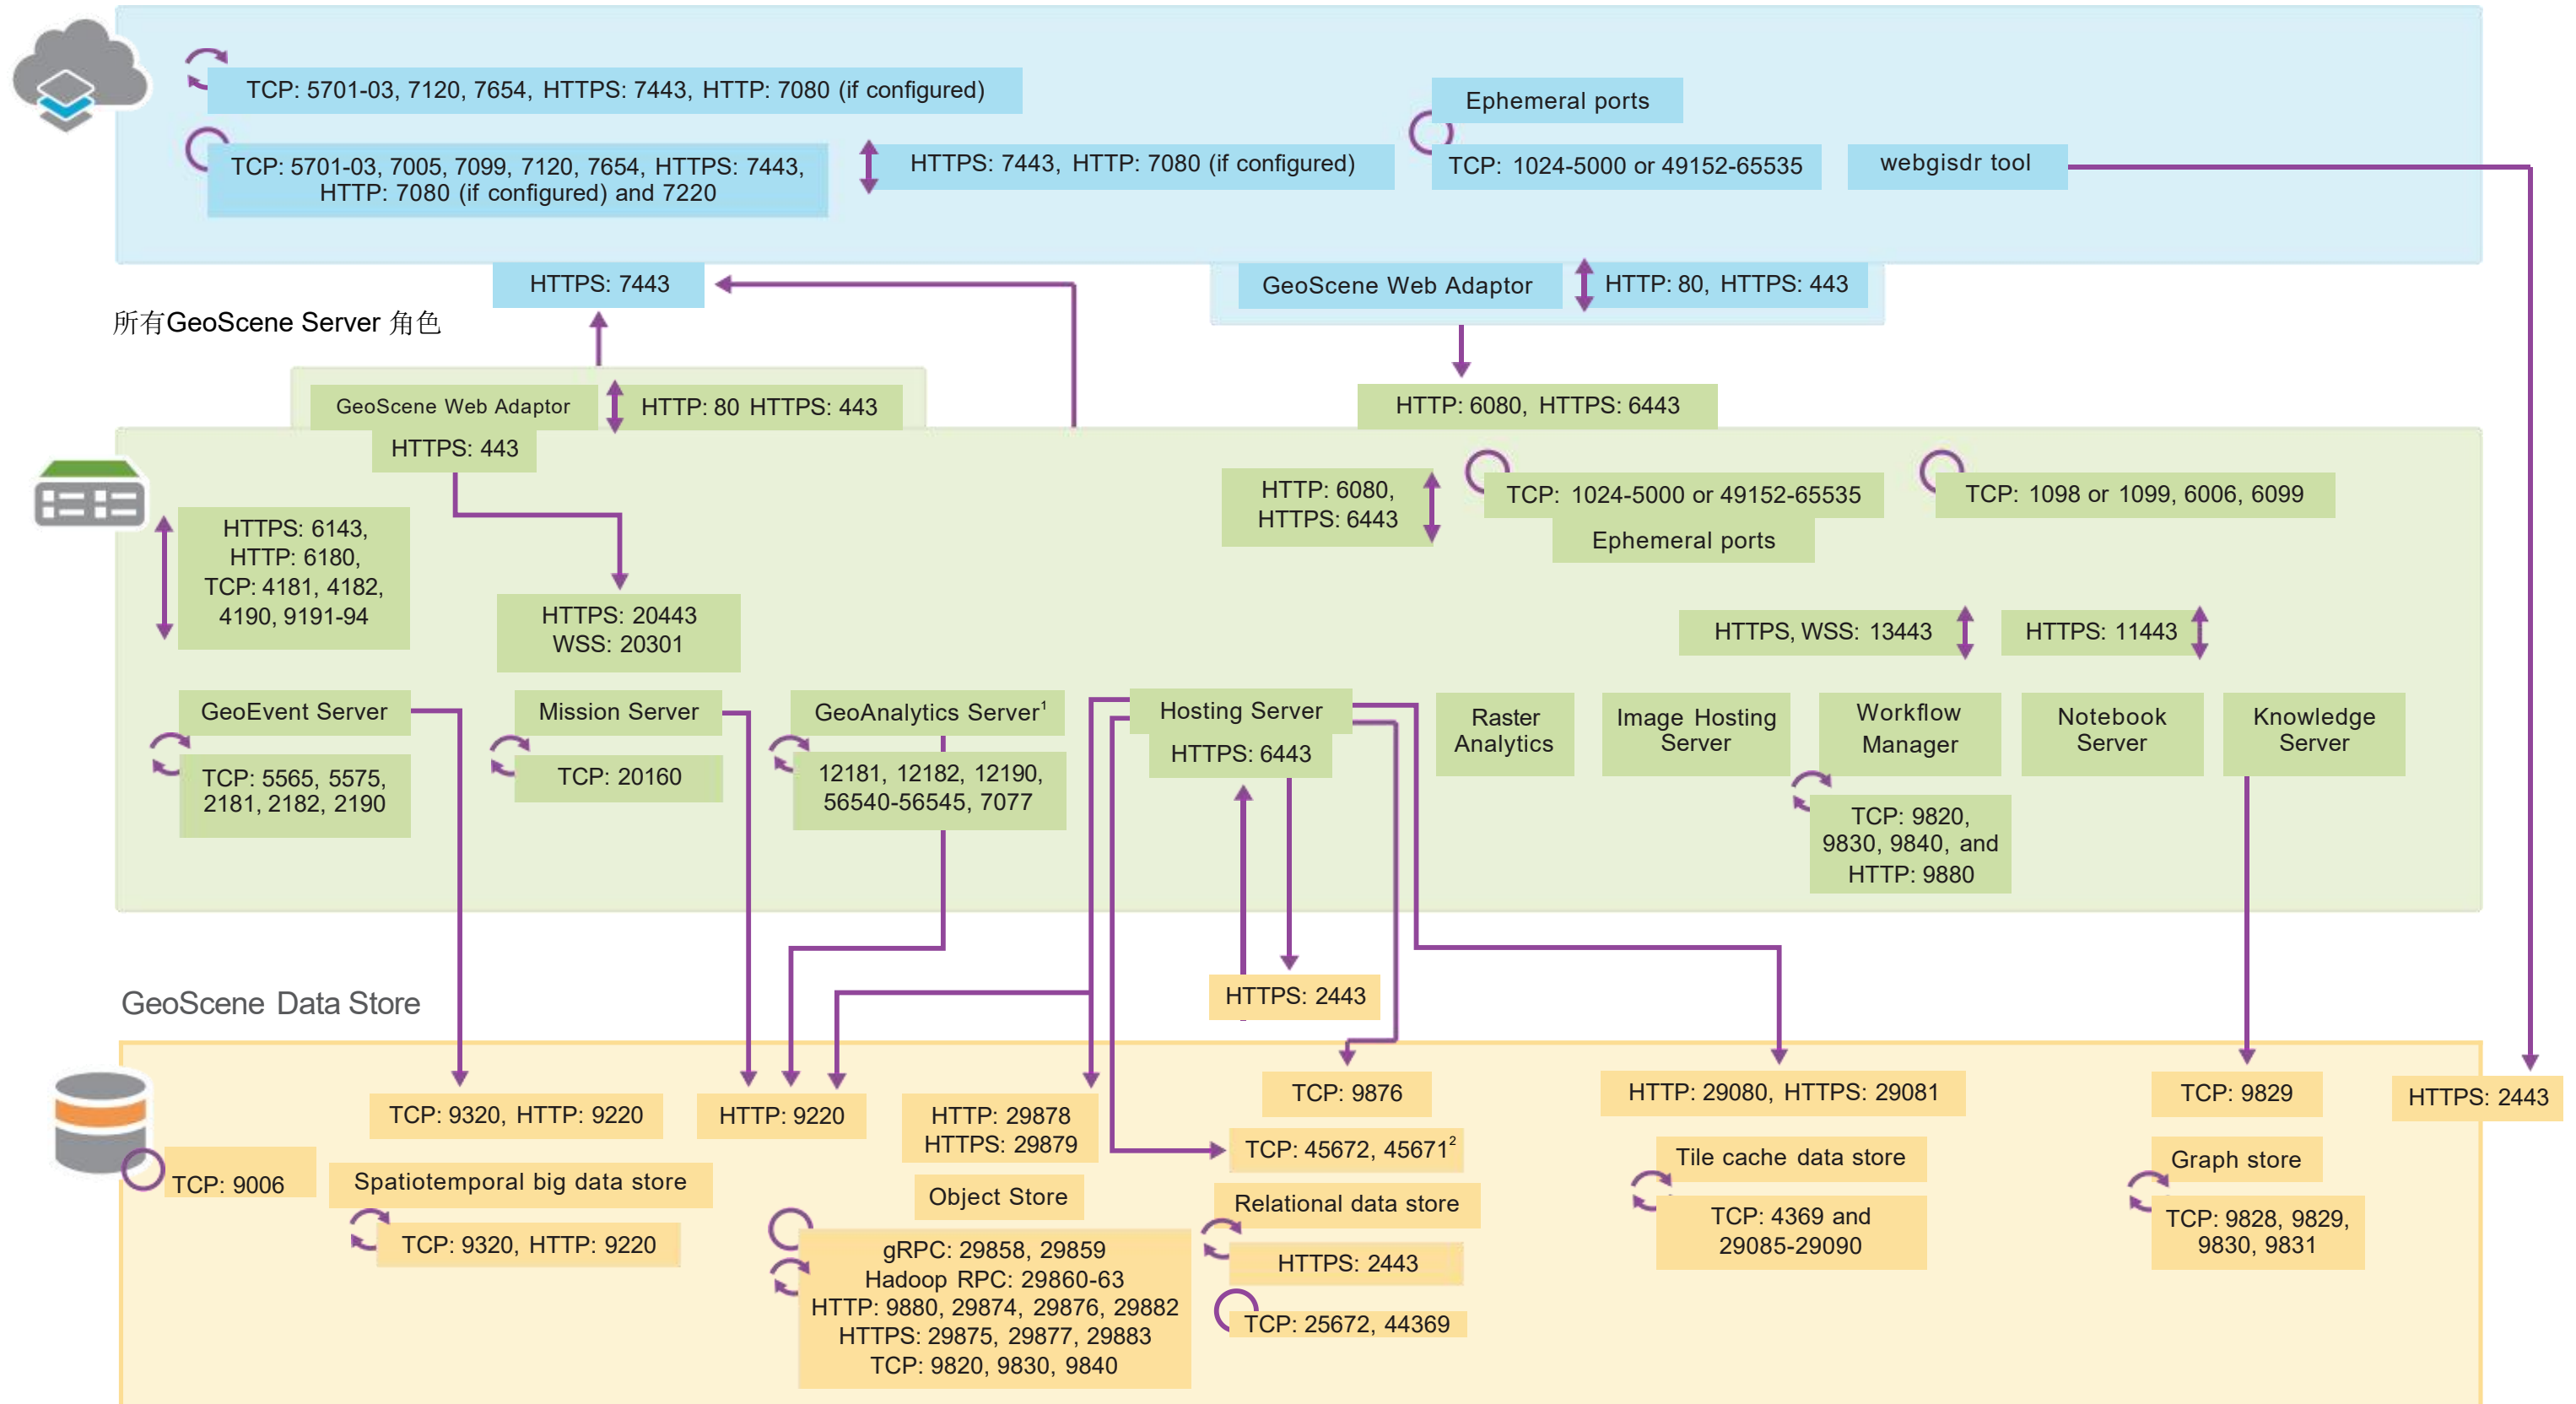 TCP: 5701-03, 7120, 7654, HTTPS: 7443, HTTP: 7080 (if configured)
Ephemeral ports
TCP: 5701-03, 7005, 7099, 7120, 7654, HTTPS: 7443,
HTTP: 7080 (if configured) and 7220
HTTPS: 7443, HTTP: 7080 (if configured)
TCP: 1024-5000 or 49152-65535
webgisdr tool
HTTPS: 7443
GeoScene Web Adaptor
HTTP: 80, HTTPS: 443
所有GeoScene Server 角色
GeoScene Web Adaptor
HTTP: 80 HTTPS: 443
HTTP: 6080, HTTPS: 6443
HTTPS: 443
HTTP: 6080,
HTTPS: 6443
TCP: 1024-5000 or 49152-65535
Ephemeral ports
TCP: 1098 or 1099, 6006, 6099
HTTPS: 6143,
HTTP: 6180,
TCP: 4181, 4182,
4190, 9191-94
HTTPS: 20443
WSS: 20301
HTTPS, WSS: 13443
HTTPS: 11443
GeoEvent Server
Mission Server
GeoAnalytics Server¹
Hosting Server
HTTPS: 6443
Raster
Analytics
Image Hosting
Server
Workflow
Manager
Notebook
Server
Knowledge
Server
TCP: 5565, 5575,
2181, 2182, 2190
TCP: 20160
12181, 12182, 12190,
56540-56545, 7077
TCP: 9820,
9830, 9840, and
HTTP: 9880
HTTPS: 2443
GeoScene Data Store
TCP: 9320, HTTP: 9220
HTTP: 9220
HTTP: 29878
HTTPS: 29879
TCP: 9876
HTTP: 29080, HTTPS: 29081
TCP: 9829
HTTPS: 2443
TCP: 45672, 45671²
TCP: 9006
Spatiotemporal big data store
Object Store
Relational data store
Tile cache data store
Graph store
TCP: 9320, HTTP: 9220
gRPC: 29858, 29859
Hadoop RPC: 29860-63
HTTP: 9880, 29874, 29876, 29882
HTTPS: 29875, 29877, 29883
TCP: 9820, 9830, 9840
HTTPS: 2443
TCP: 25672, 44369
TCP: 4369 and
29085-29090
TCP: 9828, 9829,
9830, 9831